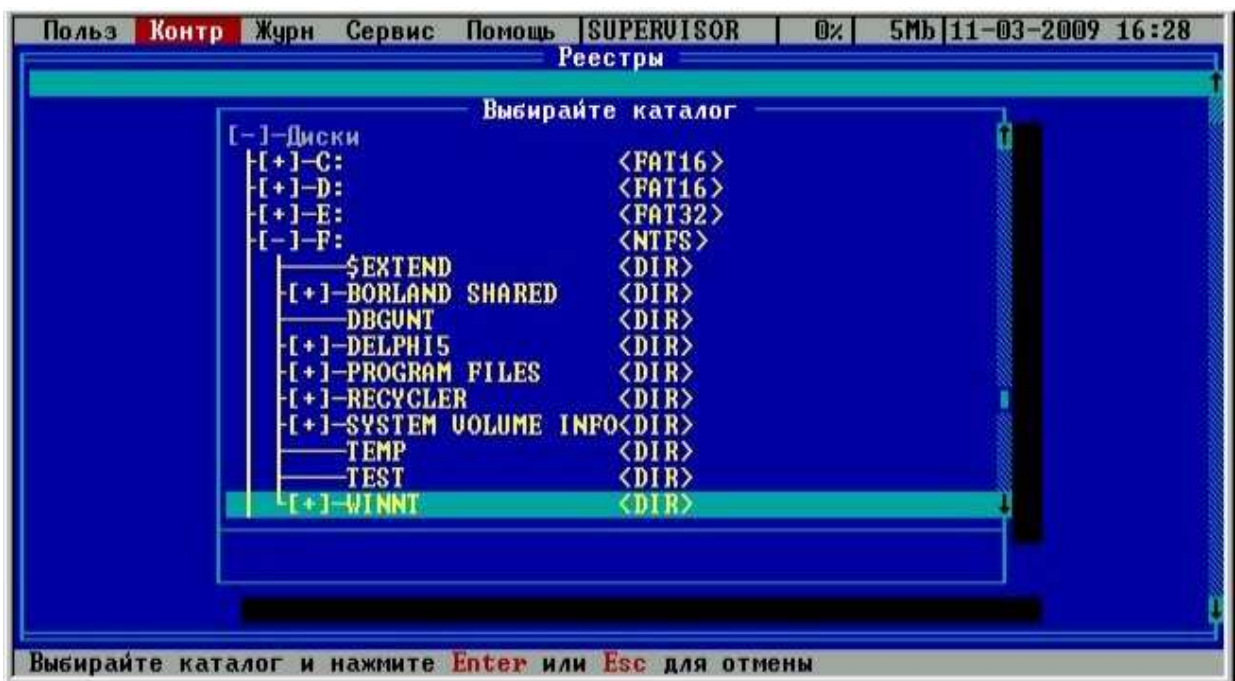 Польз Контр Журн Сервис Помощь SUPERVISOR 0% 5Mb 11-03-2009 16:28
Реестры
Выбирайте каталог
[-]-Диски
[+]-C: <FAT16>
[+]-D: <FAT16>
[+]-E: <FAT32>
[-]-F: <NTFS>
$EXTEND <DIR>
[+]-BORLAND SHARED <DIR>
DBGVNT <DIR>
[+]-DELPHI5 <DIR>
[+]-PROGRAM FILES <DIR>
[+]-RECYCLER <DIR>
[+]-SYSTEM VOLUME INFO<DIR>
TEMP <DIR>
TEST <DIR>
[+]-WINNT <DIR>
Выбирайте каталог и нажмите Enter или Esc для отмены